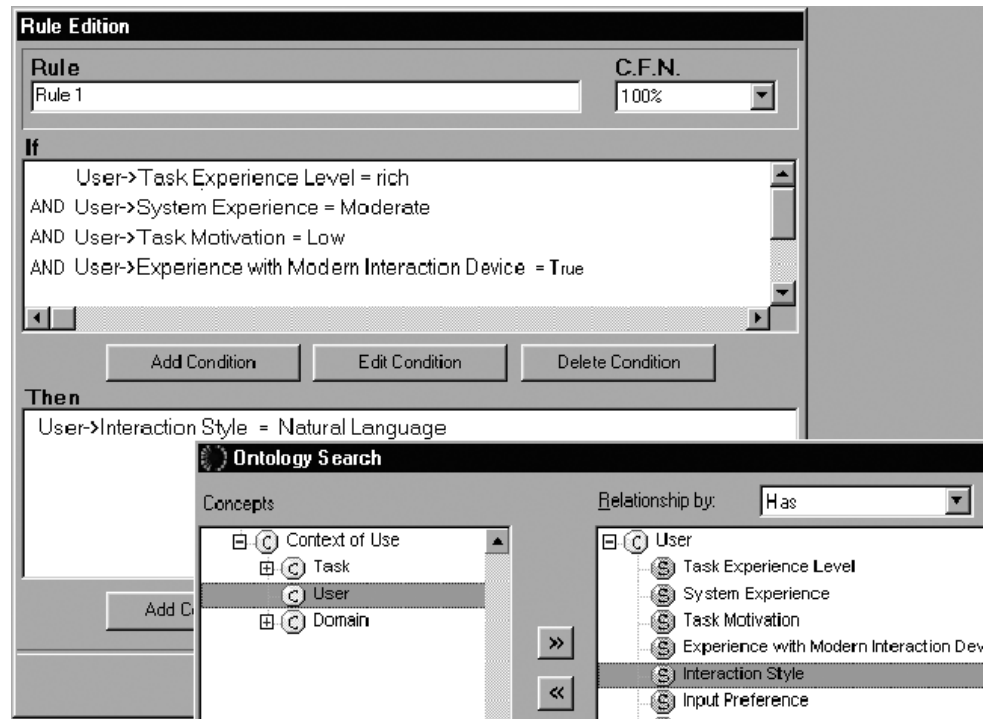 Rule Edition
Rule C.F.N.
Rule 1 100%
If
User->Task Experience Level = rich
AND User->System Experience = Moderate
AND User->Task Motivation = Low
AND User->Experience with Modern Interaction Device = True
Add Condition Edit Condition Delete Condition
Then
User->Interaction Style = Natural Language
Ontology Search
Concepts Relationship by: Has
C Context of Use C User
C Task S Task Experience Level
C User S System Experience
C Domain S Task Motivation
Add C » S Experience with Modern Interaction Dev
S Interaction Style
« S Input Preference